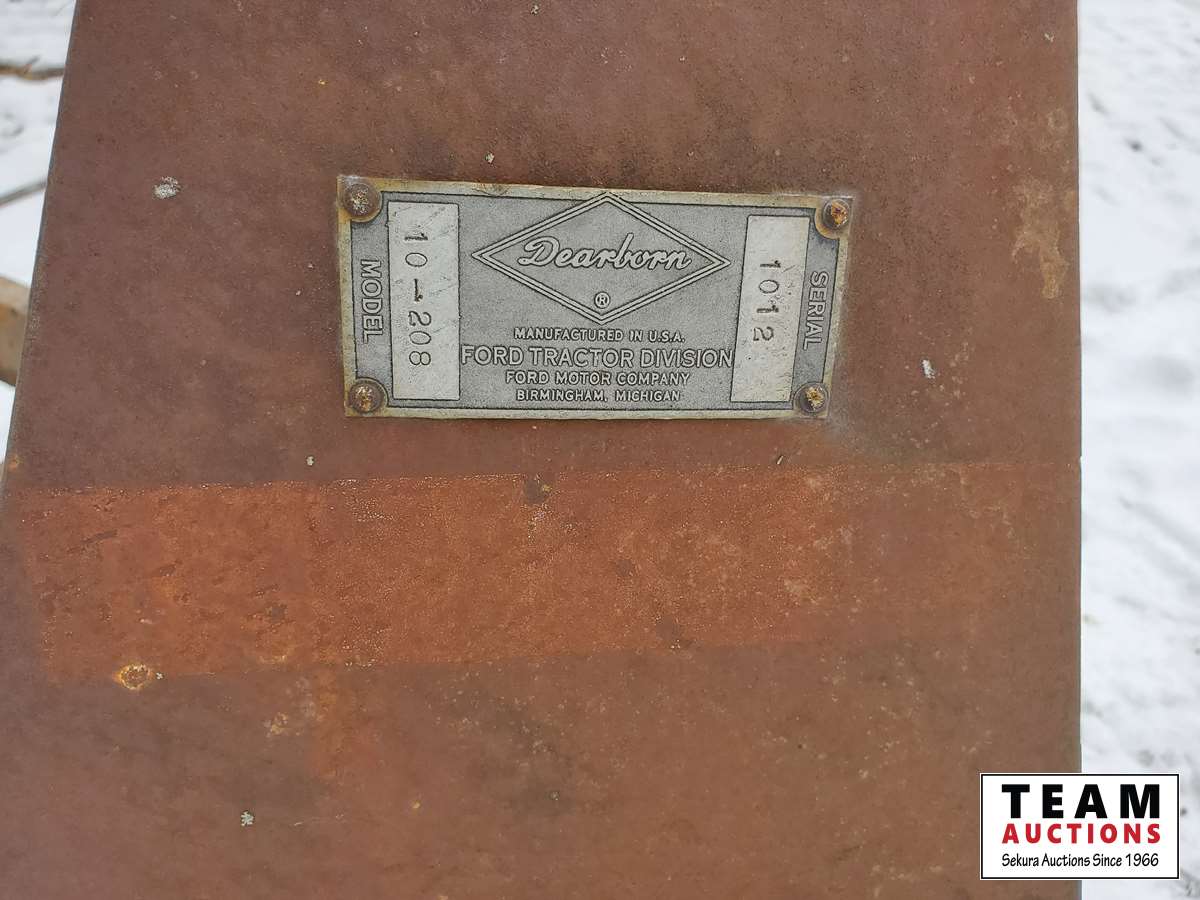 MODEL
10-208
Dearborn
®
MANUFACTURED IN U.S.A.
FORD TRACTOR DIVISION
FORD MOTOR COMPANY
BIRMINGHAM, MICHIGAN
1012
SERIAL
TEAM
AUCTIONS
Sekura Auctions Since 1966